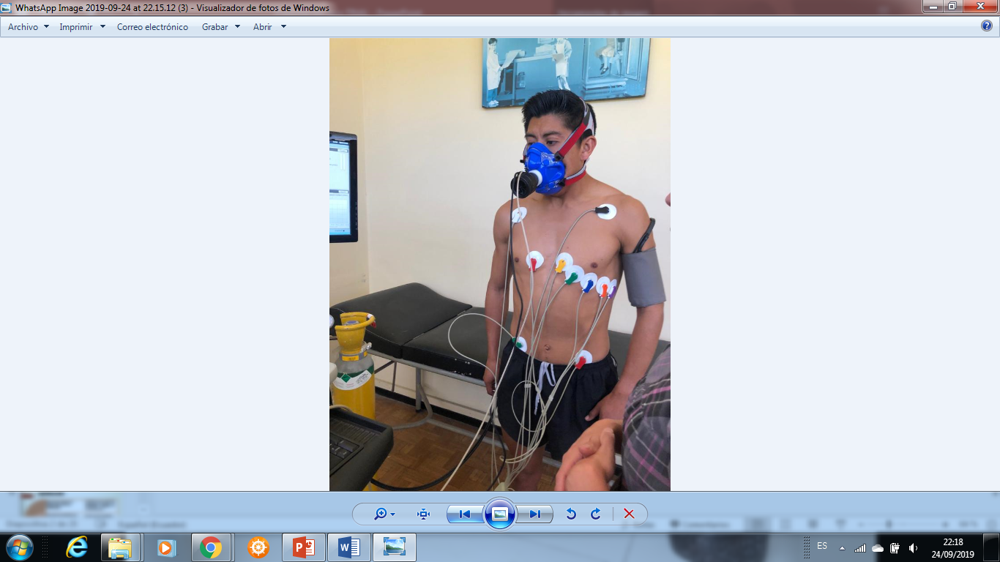 WhatsApp Image 2019-09-24 at 22.15.12 (3) - Visualizador de fotos de Windows
Archivo Imprimir Correo electrónico Grabar Abrir
ES 22:18
24/09/2019